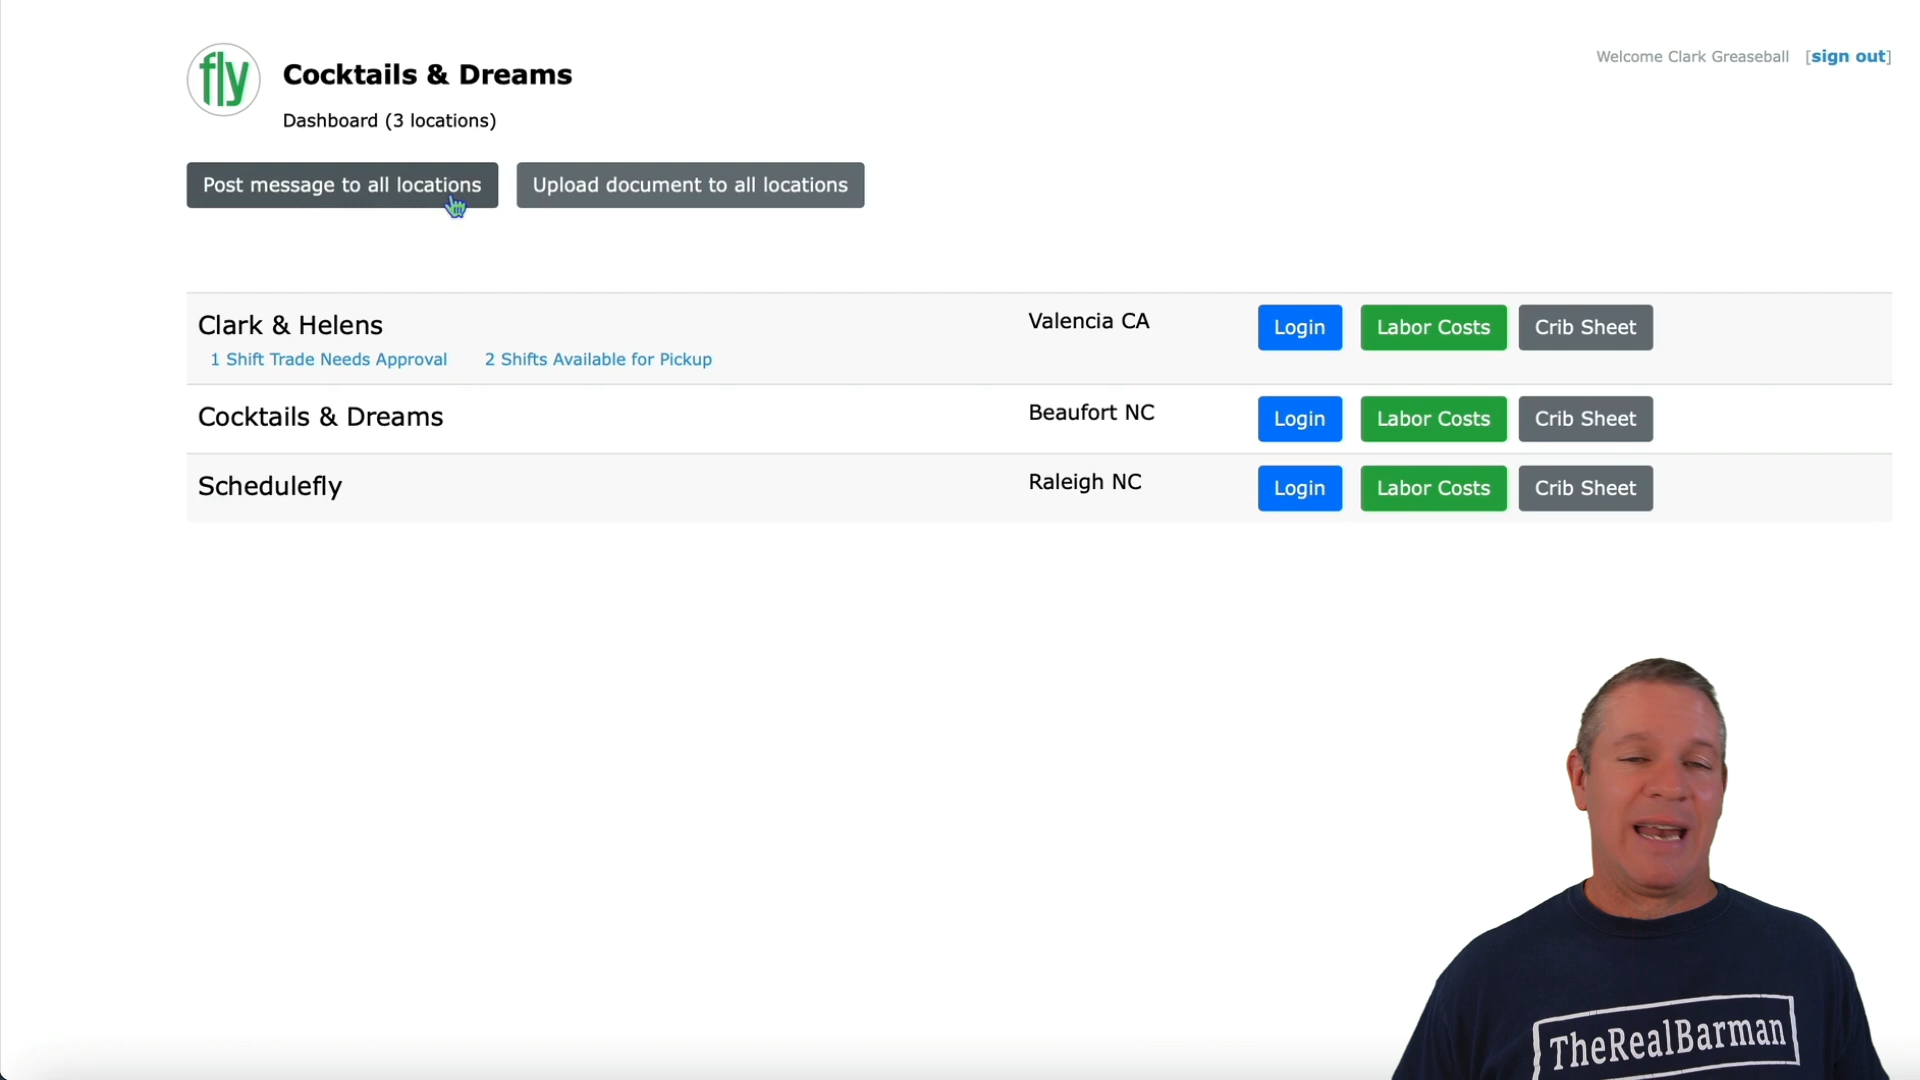 fly
Cocktails & Dreams
Welcome Clark Greaseball [sign out]
Dashboard (3 locations)
Post message to all locations
Upload document to all locations
Clark & Helens
Valencia CA
Login
Labor Costs
Crib Sheet
1 Shift Trade Needs Approval
2 Shifts Available for Pickup
Cocktails & Dreams
Beaufort NC
Login
Labor Costs
Crib Sheet
Schedulefly
Raleigh NC
Login
Labor Costs
Crib Sheet
TheRealBarman